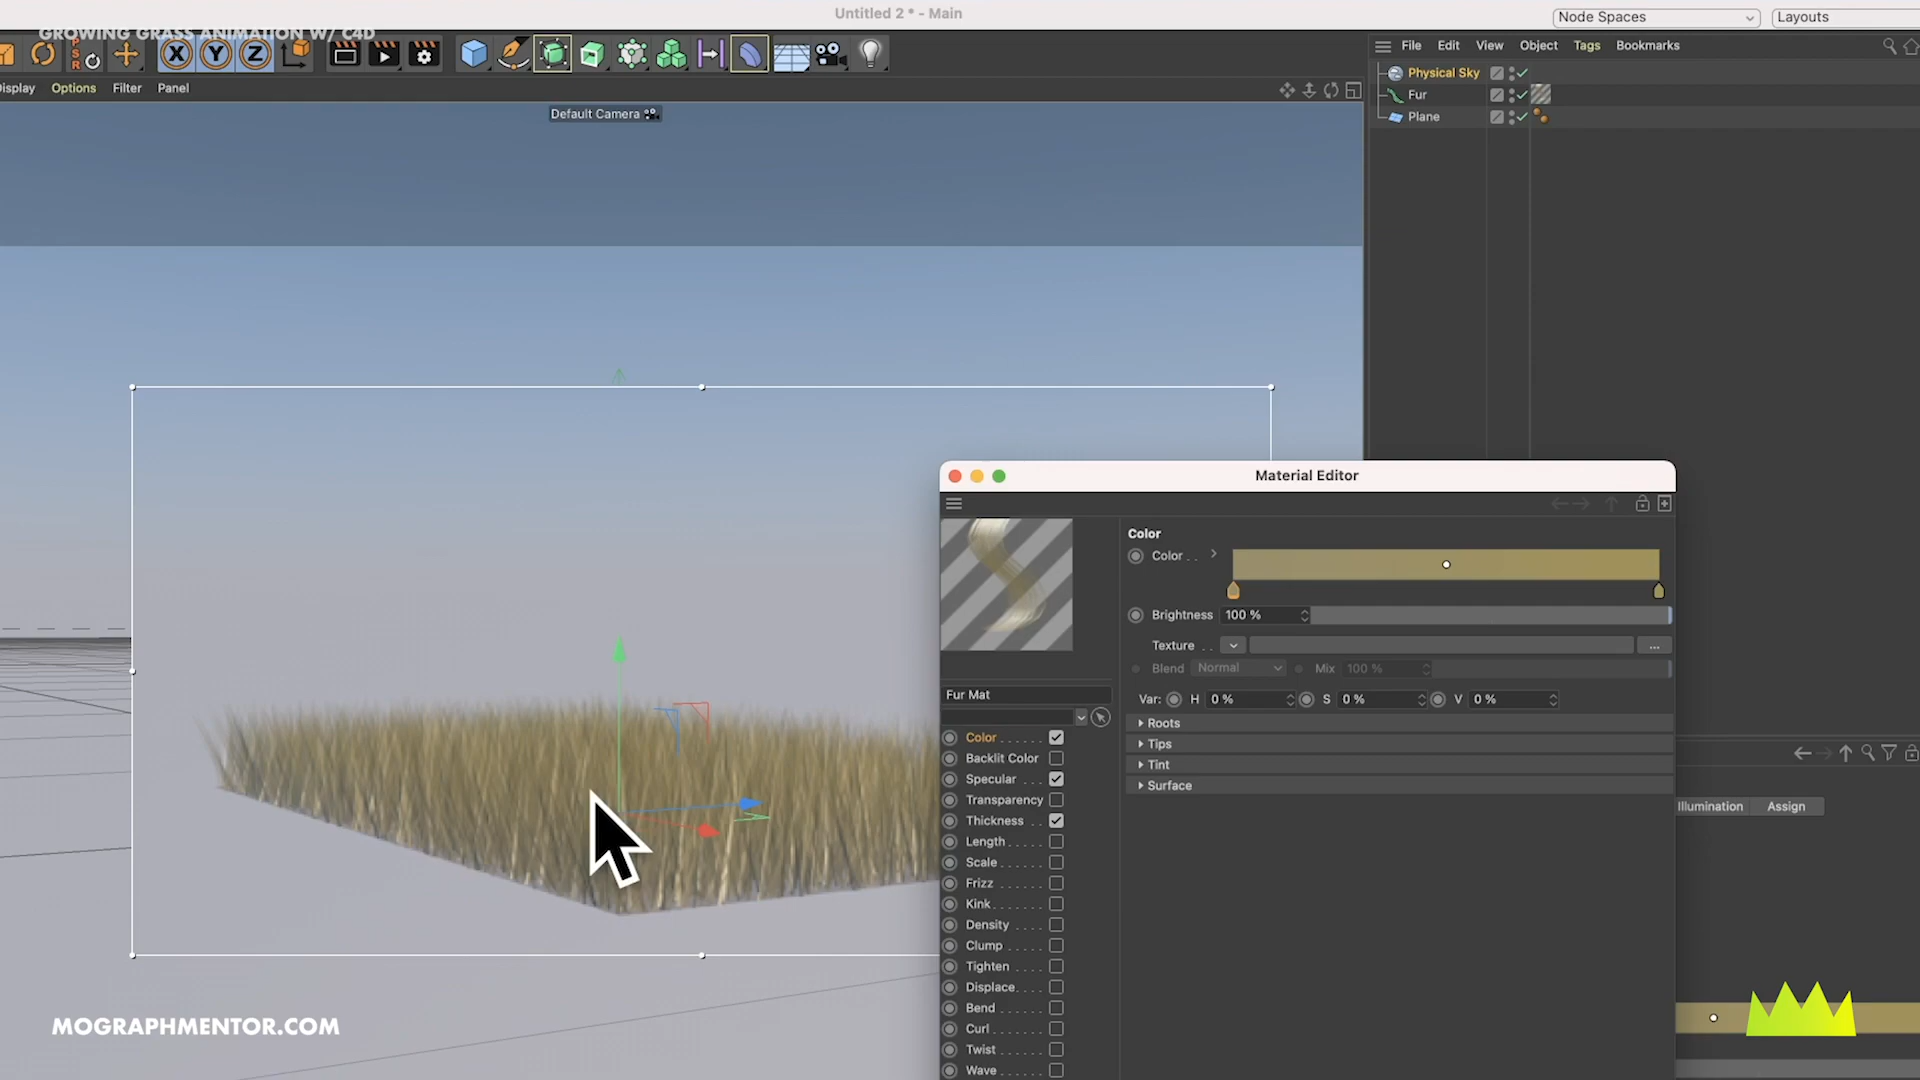 Untitled 2 * - Main
Node Spaces
Layouts
GROWING GRASS ANIMATION W/ C4D
X Y Z
PSR
File Edit View Object Tags Bookmarks
isplay Options Filter Panel
Default Camera
Physical Sky
Fur
Plane
Material Editor
Color
Color . .
Brightness 100 %
Texture . . ...
Blend Normal Mix 100 %
Var: H 0 % S 0 % V 0 %
Fur Mat
Roots
Tips
Tint
Surface
Color
Backlit Color
Specular
Transparency
Thickness
Length
Scale
Frizz
Kink
Density
Clump
Tighten
Displace
Bend
Curl
Twist
Wave
Illumination Assign
MOGRAPHMENTOR.COM